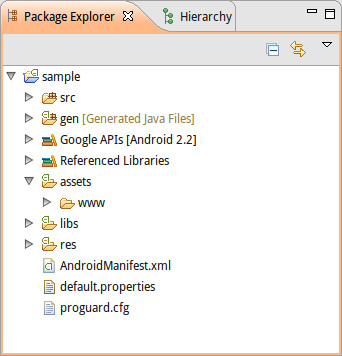 Package Explorer Hierarchy
sample
src
gen [Generated Java Files]
Google APIs [Android 2.2]
Referenced Libraries
assets
www
libs
res
AndroidManifest.xml
default.properties
proguard.cfg